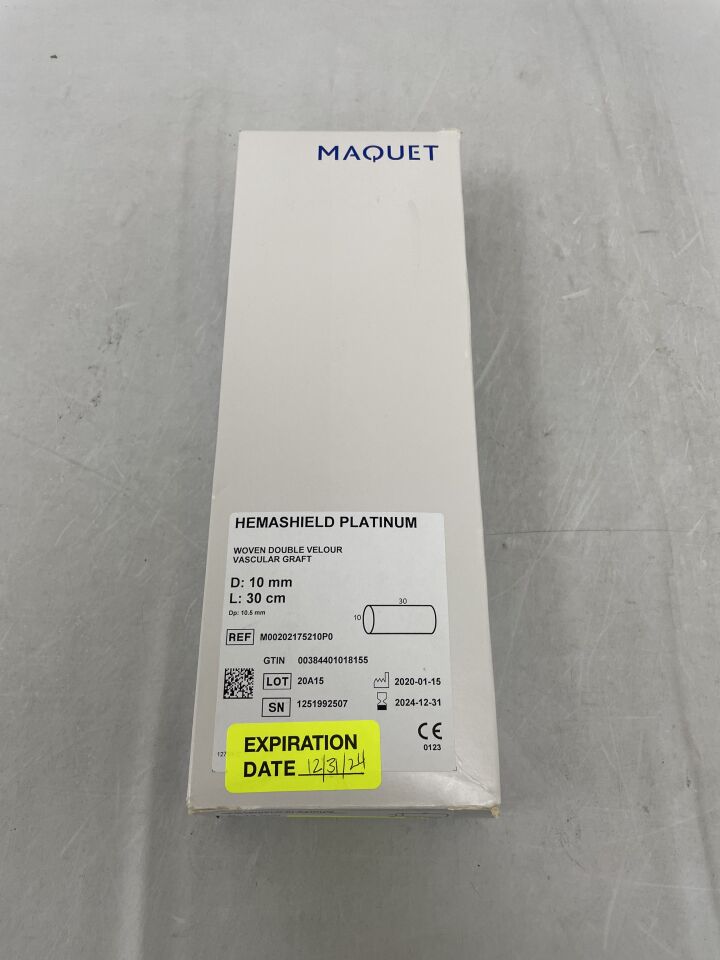 MAQUET
HEMASHIELD PLATINUM
WOVEN DOUBLE VELOUR
VASCULAR GRAFT
D: 10 mm
L: 30 cm
Dp: 10.5 mm
30
10
REF M00202175210P0
GTIN 00384401018155
LOT 20A15 2020-01-15
SN 1251992507 2024-12-31
CE
0123
EXPIRATION
DATE 12/31/24
HEMASHIELD PLATINUM